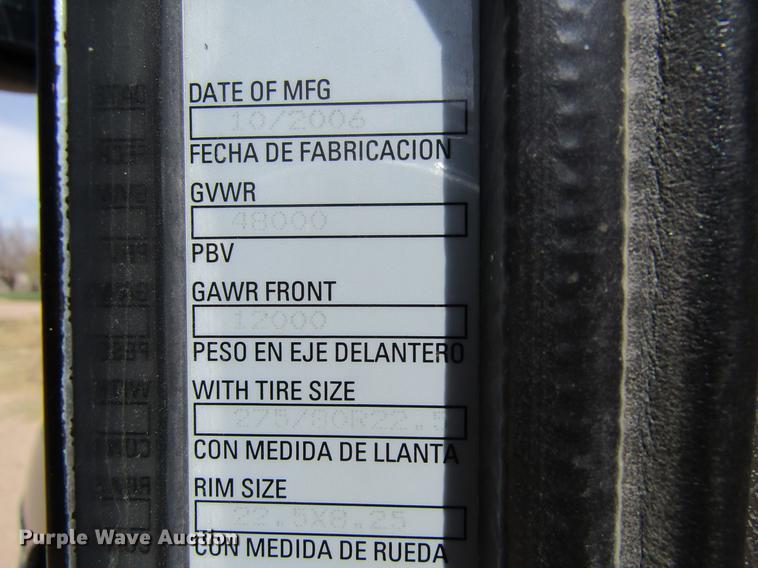 DATE OF MFG
10/2006
FECHA DE FABRICACION
GVWR
48000
PBV
GAWR FRONT
12000
PESO EN EJE DELANTERO
WITH TIRE SIZE
275/80R22.5
CON MEDIDA DE LLANTA
RIM SIZE
22.5X8.25
CON MEDIDA DE RUEDA
Purple Wave Auction